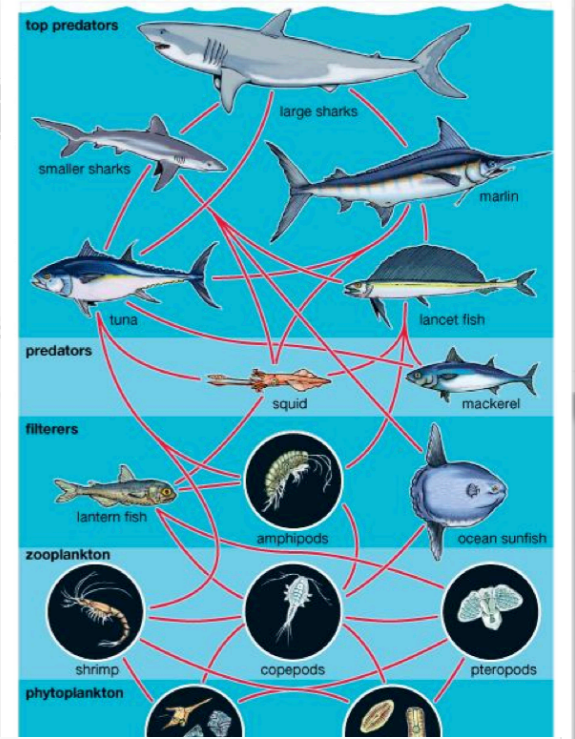 top predators
large sharks
smaller sharks
marlin
tuna
lancet fish
predators
squid
mackerel
filterers
lantern fish
amphipods
ocean sunfish
zooplankton
shrimp
copepods
pteropods
phytoplankton